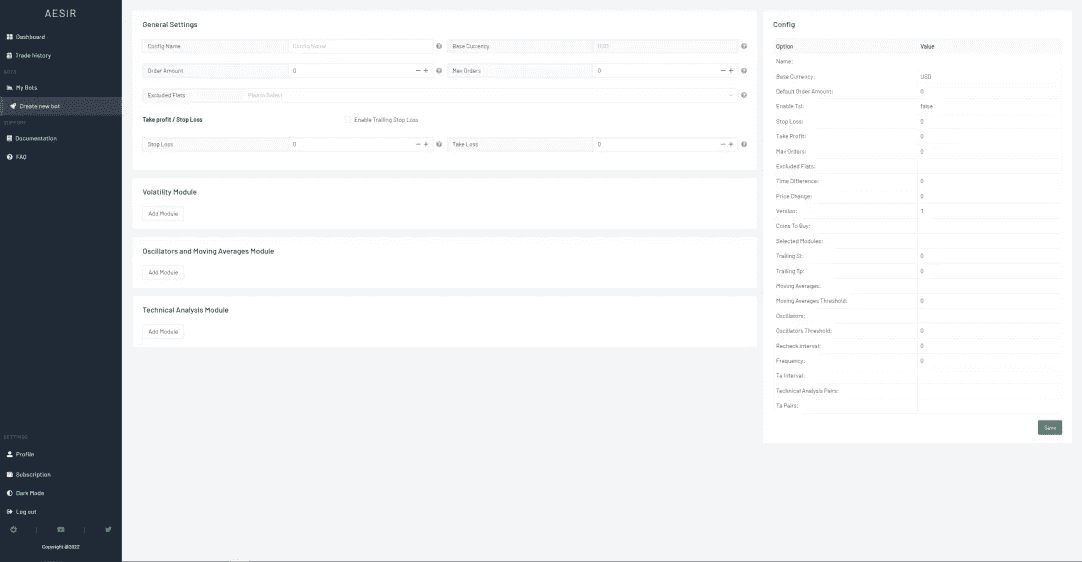 AESIR
Dashboard
Trade history
BOTS
My Bots
Create new bot
SUPPORT
Documentation
FAQ
SETTINGS
Profile
Subscription
Dark Mode
Log out
Copyright @2022
General Settings
Config Name Config Name Base Currency USD
Order Amount 0 Max Orders 0
Excluded Fiats Please Select
Take profit / Stop Loss Enable Trailing Stop Loss
Stop Loss 0 Take Loss 0
Volatility Module
Add Module
Oscillators and Moving Averages Module
Add Module
Technical Analysis Module
Add Module
Config
Option Value
Name:
Base Currency: USD
Default Order Amount: 0
Enable Tsl: false
Stop Loss: 0
Take Profit: 0
Max Orders: 0
Excluded Fiats:
Time Difference: 0
Price Change: 0
Version: 1
Coins To Buy:
Selected Modules:
Trailing Sl: 0
Trailing Tp: 0
Moving Averages:
Moving Averages Threshold: 0
Oscillators:
Oscillators Threshold: 0
Recheck Interval: 0
Frequency: 0
Ta Interval:
Technical Analysis Pairs:
Ta Pairs:
Save